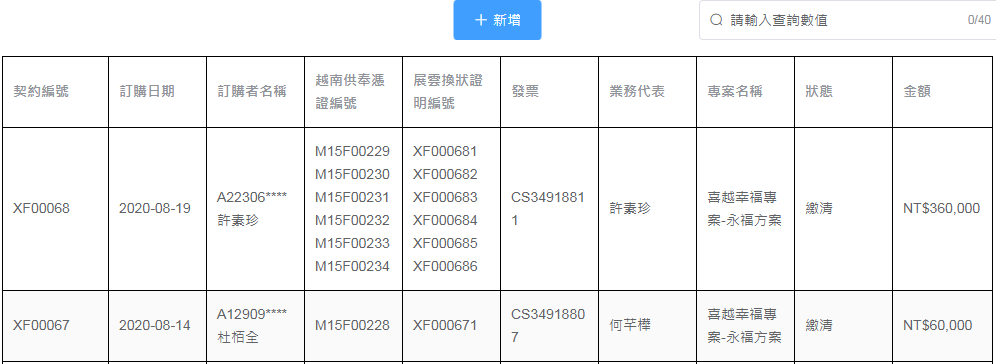 新增
請輸入查詢數值
0/40
契約編號
訂購日期
訂購者名稱
越南供奉憑
證編號
展雲換狀證
明編號
發票
業務代表
專案名稱
狀態
金額
XF00068
2020-08-19
A22306****
許素珍
M15F00229
M15F00230
M15F00231
M15F00232
M15F00233
M15F00234
XF000681
XF000682
XF000683
XF000684
XF000685
XF000686
CS3491881
1
許素珍
喜越幸福專
案-永福方案
繳清
NT$360,000
XF00067
2020-08-14
A12909****
杜栢全
M15F00228
XF000671
CS3491880
7
何芊樺
喜越幸福專
案-永福方案
繳清
NT$60,000